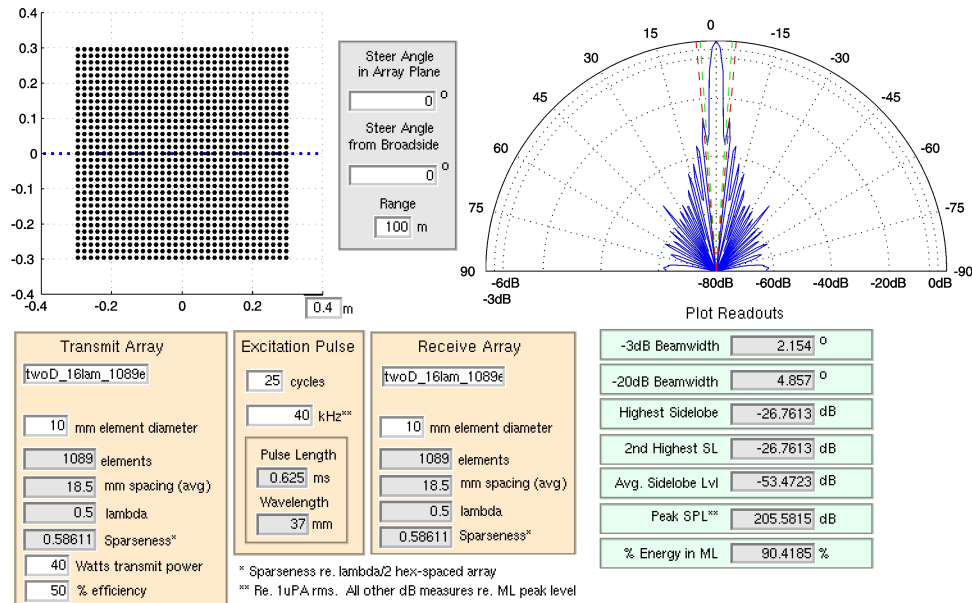 0.4
0.3
0.2
0.1
0
-0.1
-0.2
-0.3
-0.4
-0.4
-0.2
0
0.2
0.4 m
Steer Angle
in Array Plane
0 o
Steer Angle
from Broadside
0 o
Range
100 m
0
15
-15
30
-30
45
-45
60
-60
75
-75
90
-90
-6dB
-3dB
-80dB
-60dB
-40dB
-20dB
0dB
Transmit Array
twoD_16lam_1089e
10 mm element diameter
1089 elements
18.5 mm spacing (avg)
0.5 lambda
0.58611 Sparseness*
40 Watts transmit power
50 % efficiency
Excitation Pulse
25 cycles
40 kHz**
Pulse Length
0.625 ms
Wavelength
37 mm
Receive Array
twoD_16lam_1089e
10 mm element diameter
1089 elements
18.5 mm spacing (avg)
0.5 lambda
0.58611 Sparseness*
* Sparseness re. lambda/2 hex-spaced array
** Re. 1uPA rms. All other dB measures re. ML peak level
Plot Readouts
-3dB Beamwidth 2.154 o
-20dB Beamwidth 4.857 o
Highest Sidelobe -26.7613 dB
2nd Highest SL -26.7613 dB
Avg. Sidelobe Lvl -53.4723 dB
Peak SPL** 205.5815 dB
% Energy in ML 90.4185 %